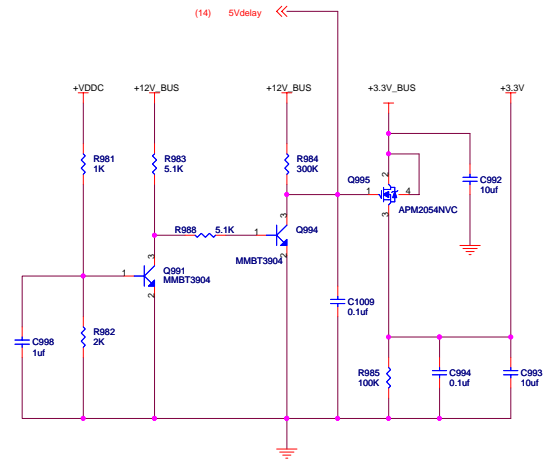 (14) 5Vdelay
+VDDC +12V_BUS +12V_BUS +3.3V_BUS +3.3V
R981
1K
R983
5.1K
R984
300K
Q995
2
1
4
3
APM2054NVC
C992
10uf
R988 5.1K
3
1
2
Q994
MMBT3904
3
1
2
Q991
MMBT3904
C1009
0.1uf
C998
1uf
R982
2K
R985
100K
C994
0.1uf
C993
10uf